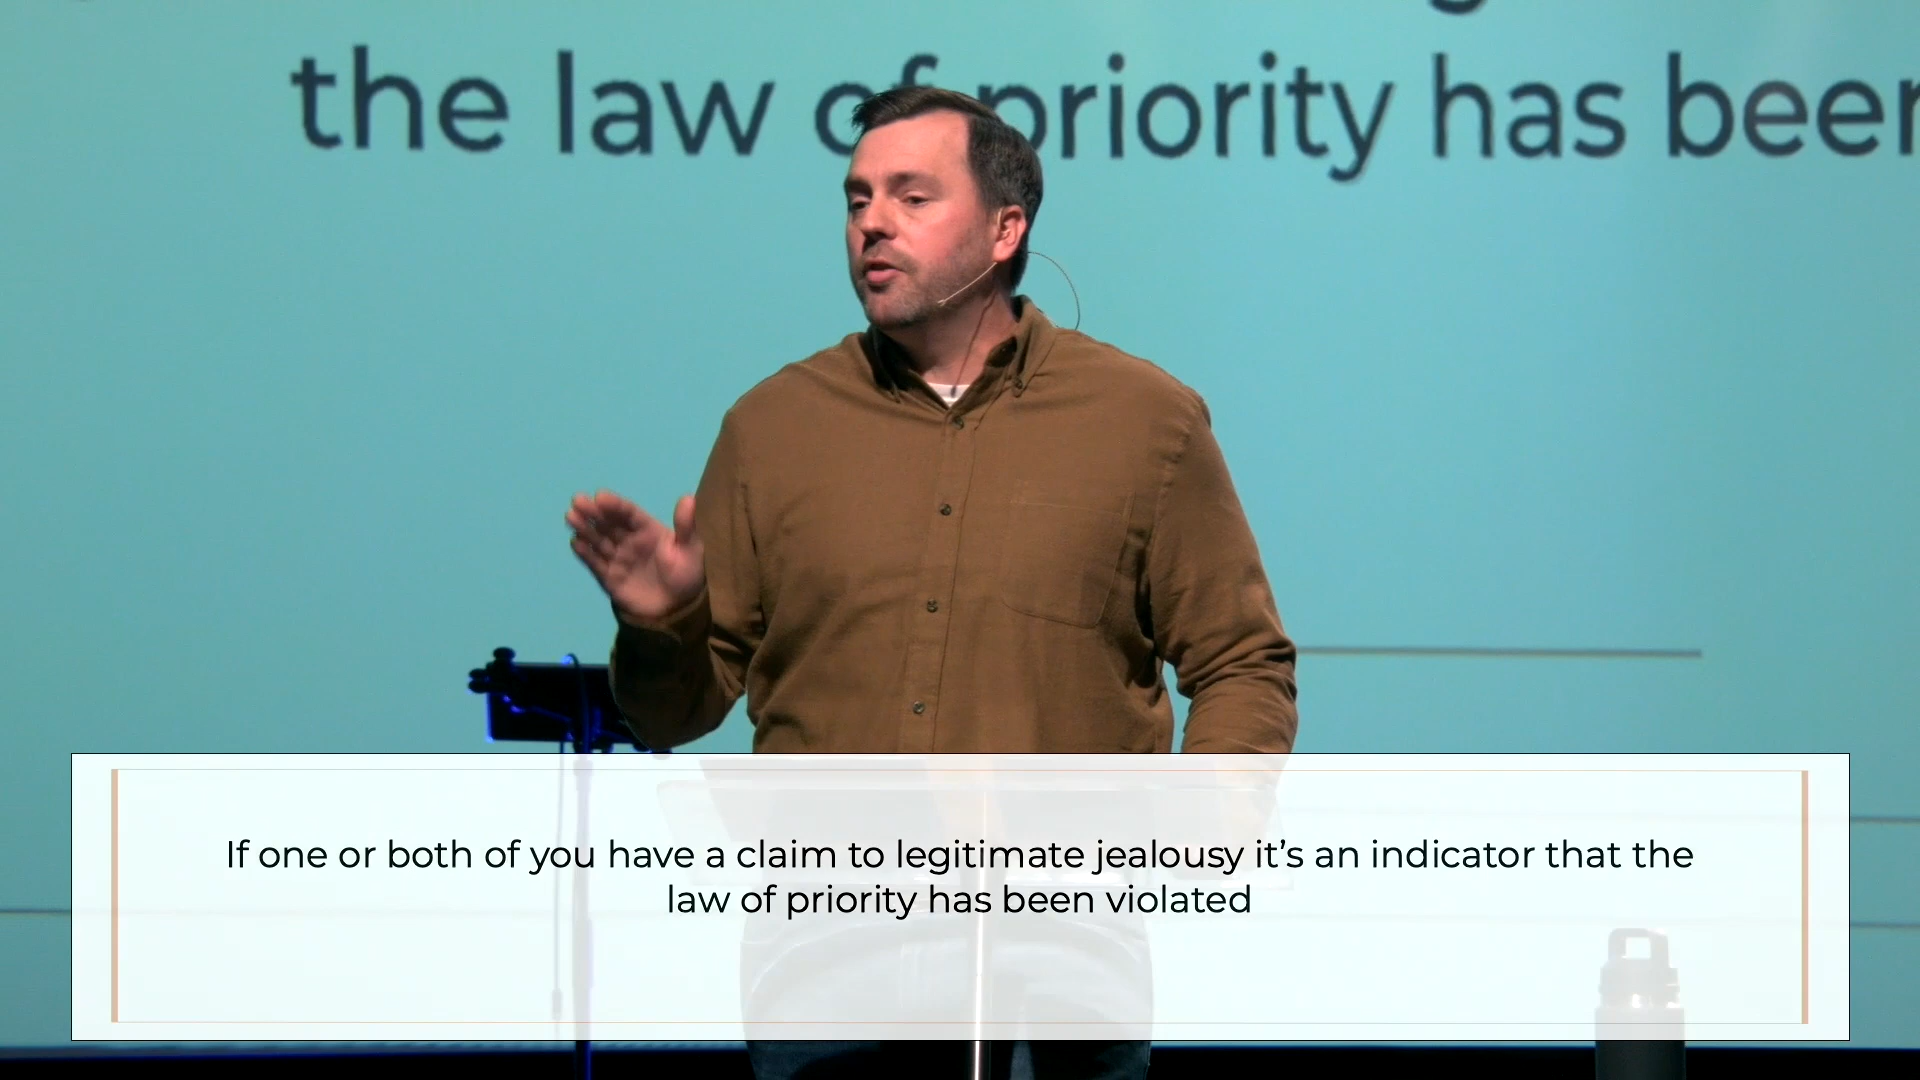 the law of priority has been
If one or both of you have a claim to legitimate jealousy it's an indicator that the
law of priority has been violated